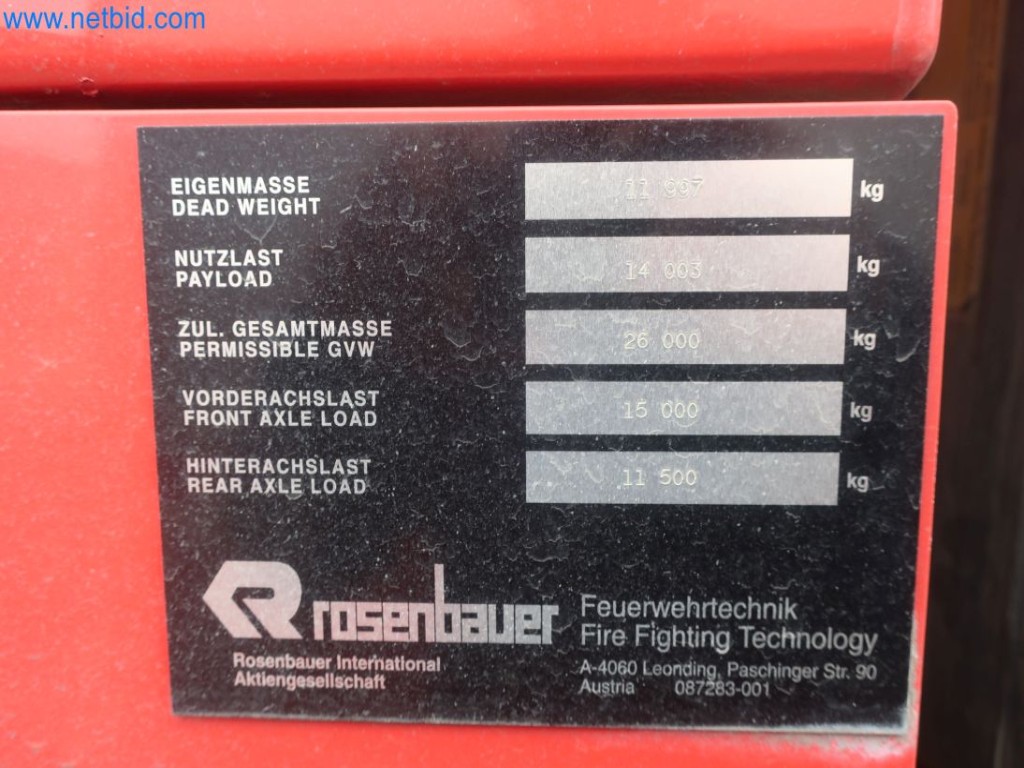 www.netbid.com
EIGENMASSE
DEAD WEIGHT
11 997 kg
NUTZLAST
PAYLOAD
14 003 kg
ZUL. GESAMTMASSE
PERMISSIBLE GVW
26 000 kg
VORDERACHSLAST
FRONT AXLE LOAD
15 000 kg
HINTERACHSLAST
REAR AXLE LOAD
11 500 kg
R rosenbauer
Rosenbauer International
Aktiengesellschaft
Feuerwehrtechnik
Fire Fighting Technology
A-4060 Leonding, Paschinger Str. 90
Austria 087283-001